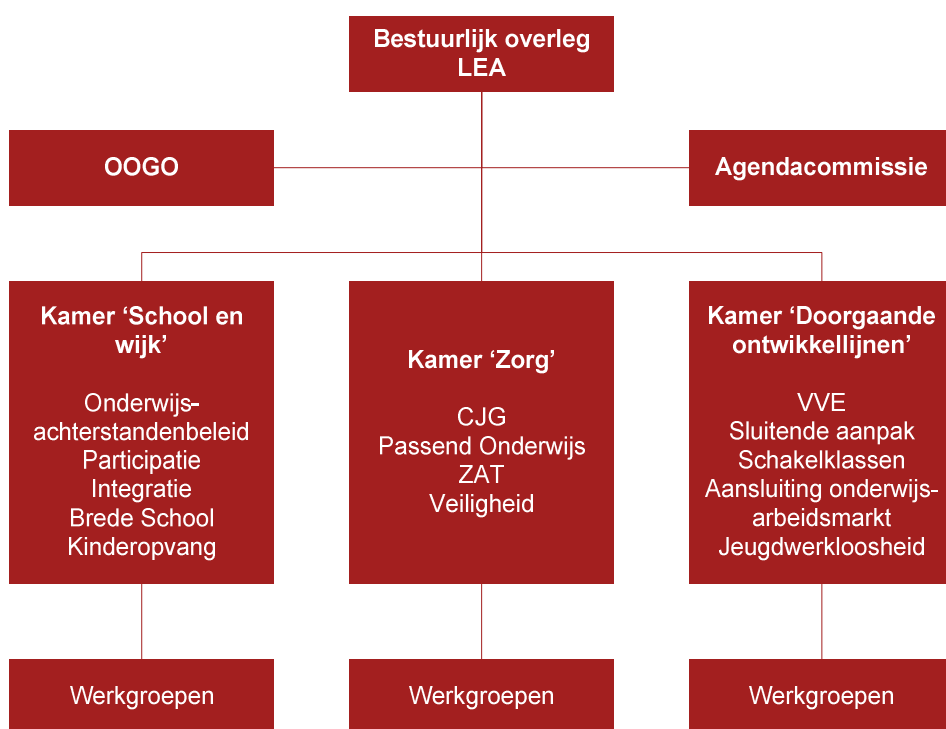 Bestuurlijk overleg
LEA
OOGO
Agendacommissie
Kamer ‘School en
wijk’
Onderwijs-
achterstandenbeleid
Participatie
Integratie
Brede School
Kinderopvang
Kamer ‘Zorg’
CJG
Passend Onderwijs
ZAT
Veiligheid
Kamer ‘Doorgaande
ontwikkellijnen’
VVE
Sluitende aanpak
Schakelklassen
Aansluiting onderwijs-
arbeidsmarkt
Jeugdwerkloosheid
Werkgroepen
Werkgroepen
Werkgroepen